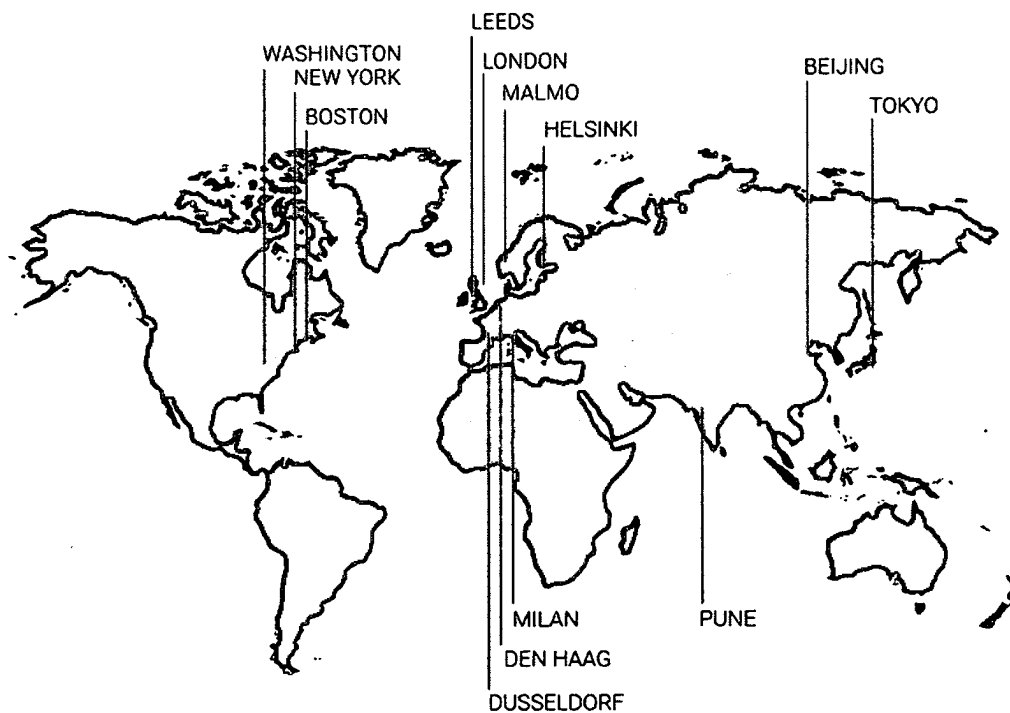 LEEDS
WASHINGTON
LONDON
BEIJING
NEW YORK
MALMO
TOKYO
BOSTON
HELSINKI
MILAN
PUNE
DEN HAAG
DUSSELDORF